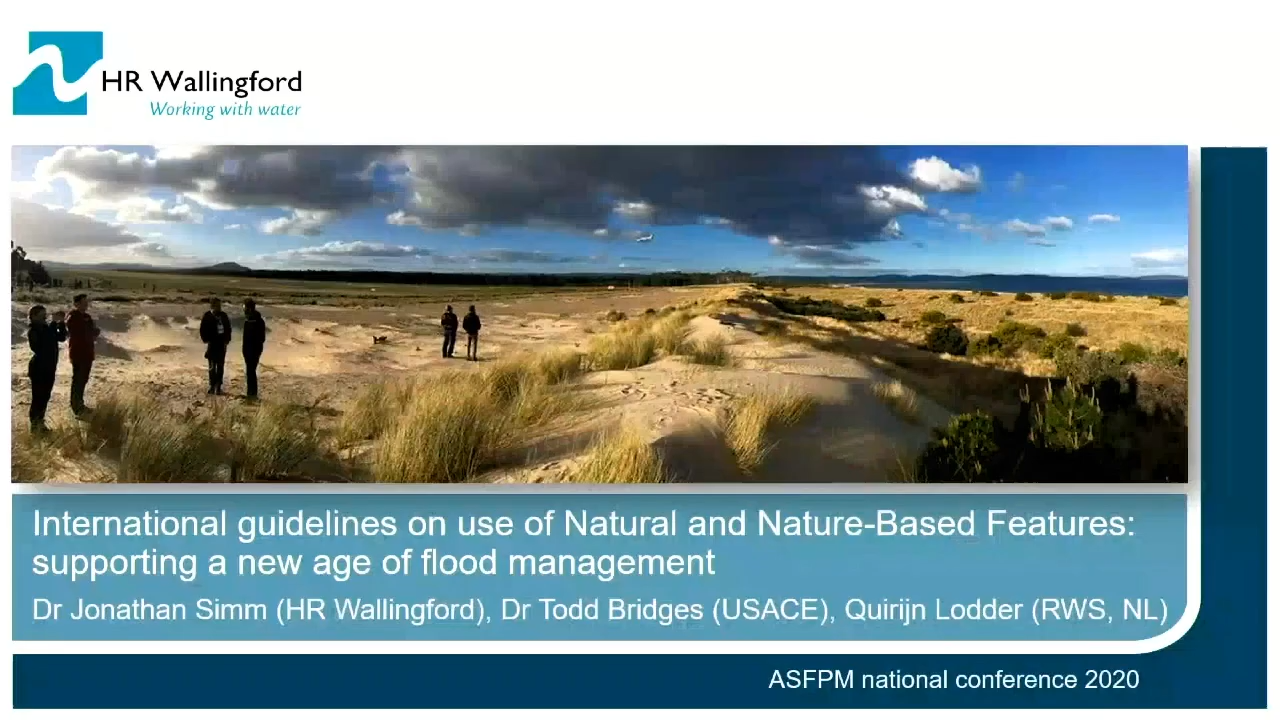 HR Wallingford
Working with water
International guidelines on use of Natural and Nature-Based Features:
supporting a new age of flood management
Dr Jonathan Simm (HR Wallingford), Dr Todd Bridges (USACE), Quirijn Lodder (RWS, NL)
ASFPM national conference 2020